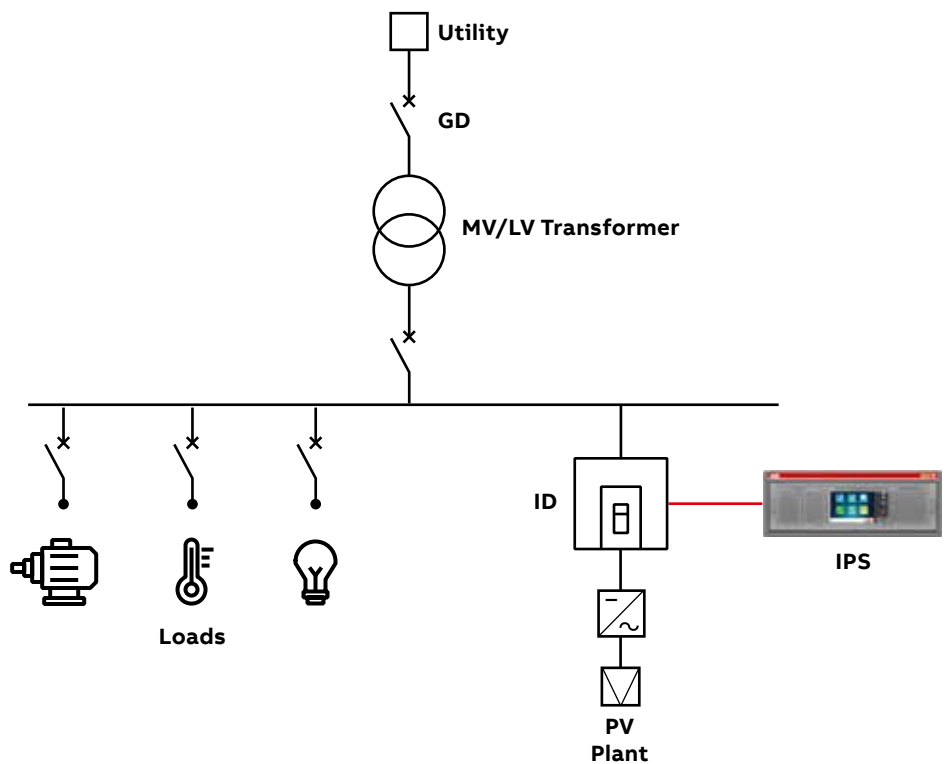 Utility
GD
MV/LV Transformer
ID
IPS
Loads
PV
Plant